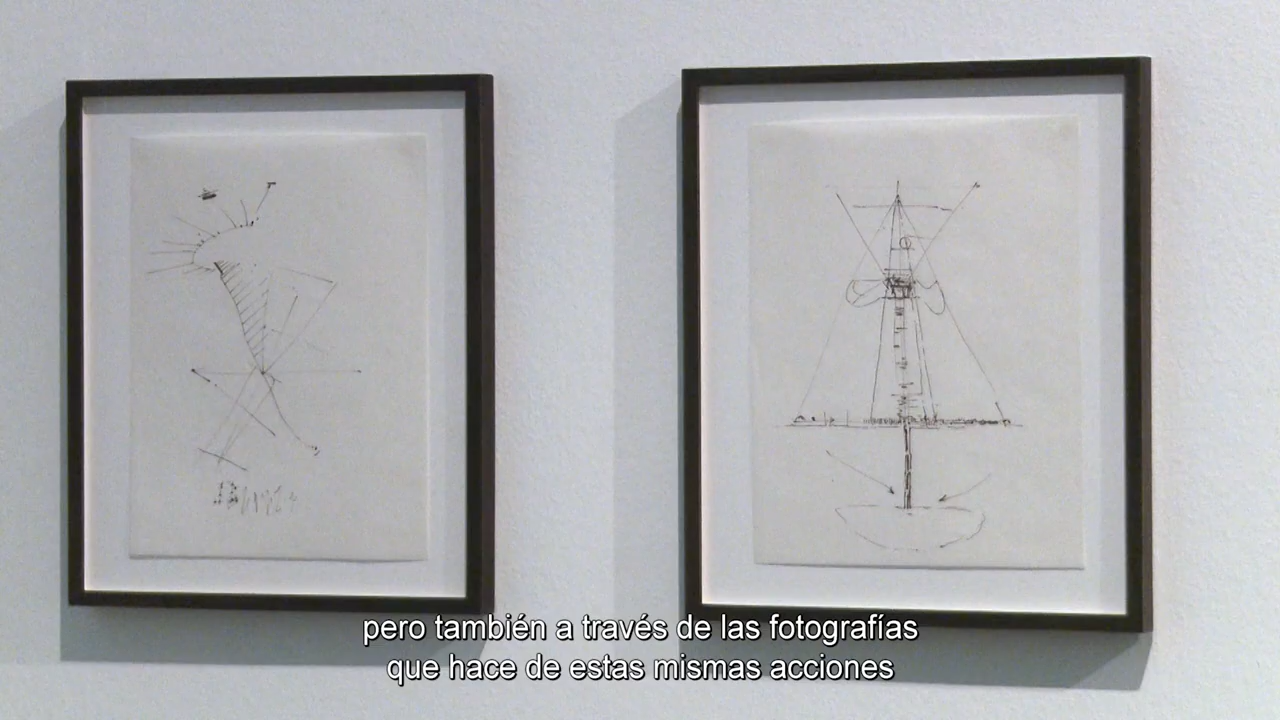 pero también a través de las fotografías
que hace de estas mismas acciones